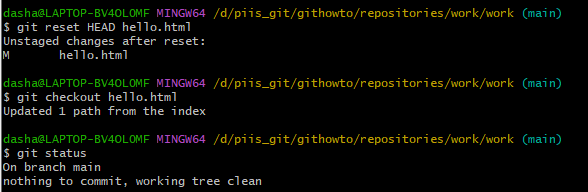 dasha@LAPTOP-BV4OLOMF MINGW64 /d/piis_git/githowto/repositories/work/work (main)
$ git reset HEAD hello.html
Unstaged changes after reset:
M       hello.html
dasha@LAPTOP-BV4OLOMF MINGW64 /d/piis_git/githowto/repositories/work/work (main)
$ git checkout hello.html
Updated 1 path from the index
dasha@LAPTOP-BV4OLOMF MINGW64 /d/piis_git/githowto/repositories/work/work (main)
$ git status
On branch main
nothing to commit, working tree clean